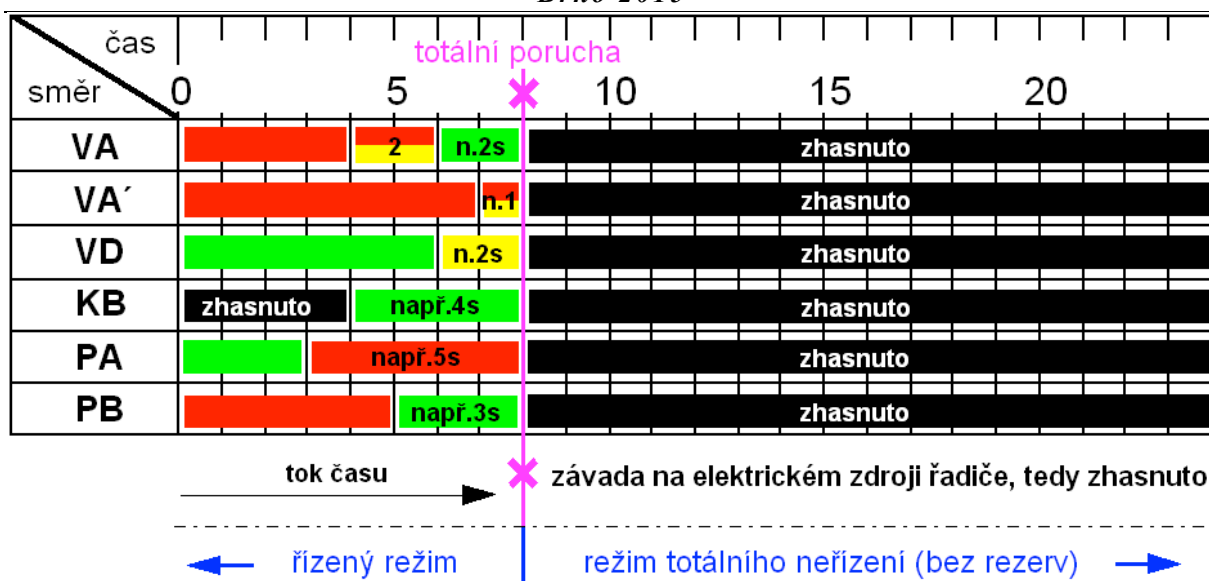 čas
totální porucha
směr 0 5 10 15 20
VA 2 n.2s zhasnuto
VA´ n.1 zhasnuto
VD n.2s zhasnuto
KB zhasnuto např.4s zhasnuto
PA např.5s zhasnuto
PB např.3s zhasnuto
tok času závada na elektrickém zdroji řadiče, tedy zhasnuto
řízený režim režim totálního neřízení (bez rezerv)